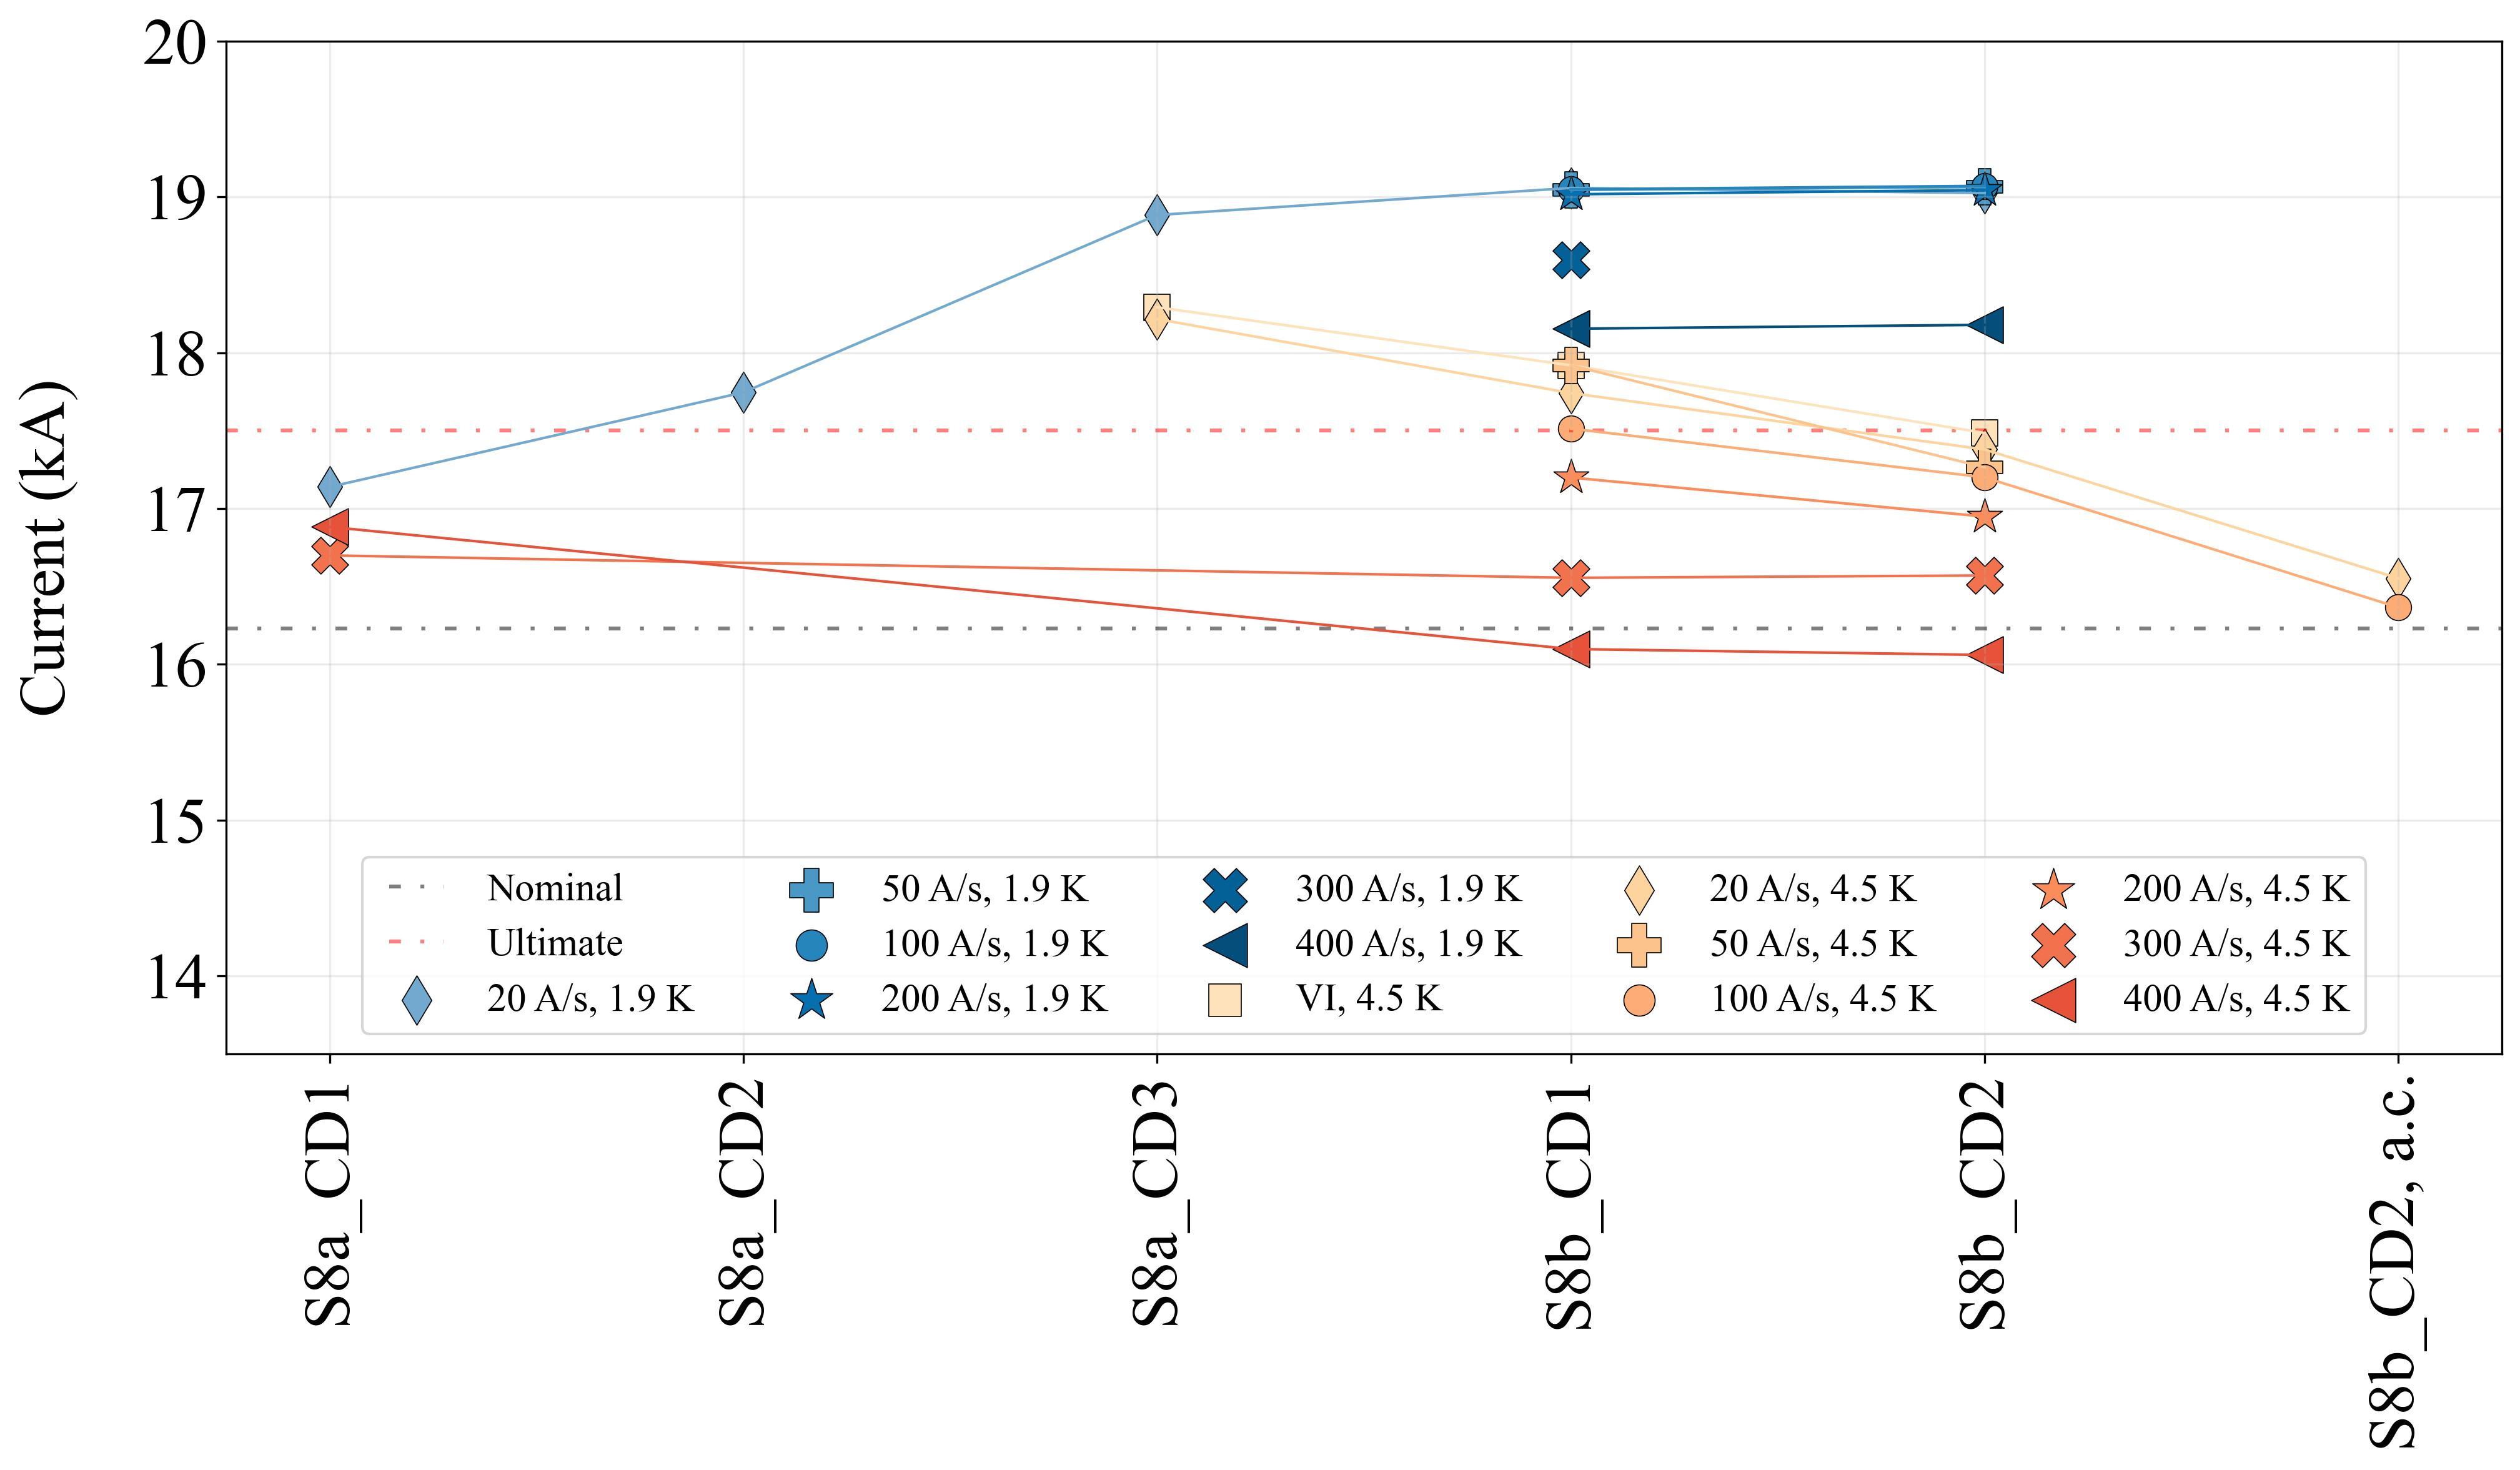 Current (kA)
20
19
18
17
16
15
14
Nominal
Ultimate
20 A/s, 1.9 K
50 A/s, 1.9 K
100 A/s, 1.9 K
200 A/s, 1.9 K
300 A/s, 1.9 K
400 A/s, 1.9 K
VI, 4.5 K
20 A/s, 4.5 K
50 A/s, 4.5 K
100 A/s, 4.5 K
200 A/s, 4.5 K
300 A/s, 4.5 K
400 A/s, 4.5 K
S8a_CD1
S8a_CD2
S8a_CD3
S8b_CD1
S8b_CD2
S8b_CD2, a.c.